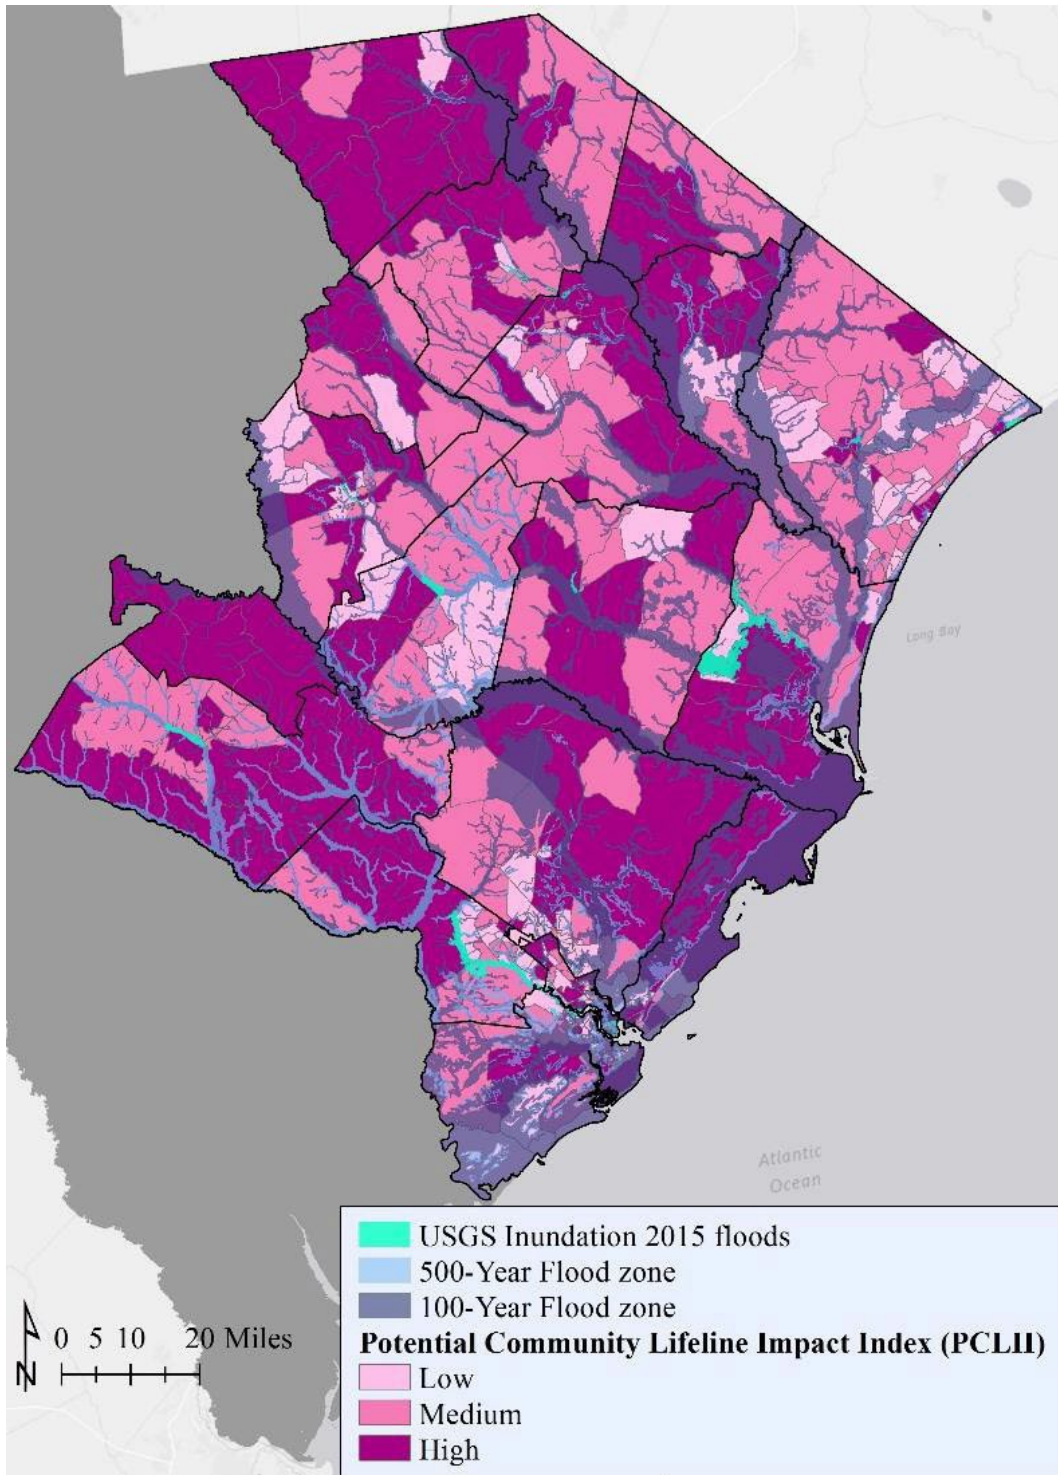 Long Bay
Atlantic
Ocean
USGS Inundation 2015 floods
500-Year Flood zone
100-Year Flood zone
Potential Community Lifeline Impact Index (PCLII)
Low
Medium
High
0 5 10 20 Miles
N